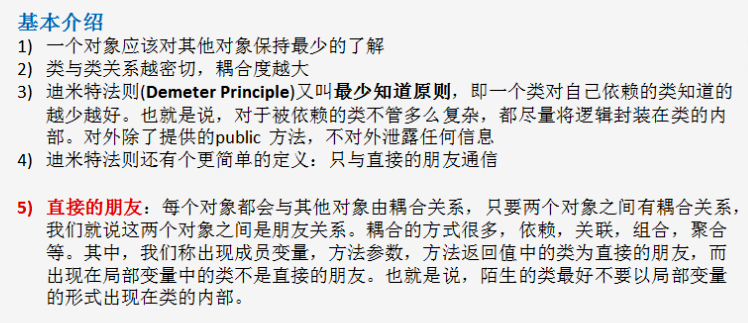 基本介绍
1) 一个对象应该对其他对象保持最少的了解
2) 类与类关系越密切，耦合度越大
3) 迪米特法则(Demeter Principle)又叫最少知道原则，即一个类对自己依赖的类知道的
越少越好。也就是说，对于被依赖的类不管多么复杂，都尽量将逻辑封装在类的内
部。对外除了提供的public 方法，不对外泄露任何信息
4) 迪米特法则还有个更简单的定义：只与直接的朋友通信
5) 直接的朋友：每个对象都会与其他对象由耦合关系，只要两个对象之间有耦合关系，
我们就说这两个对象之间是朋友关系。耦合的方式很多，依赖，关联，组合，聚合
等。其中，我们称出现成员变量，方法参数，方法返回值中的类为直接的朋友，而
出现在局部变量中的类不是直接的朋友。也就是说，陌生的类最好不要以局部变量
的形式出现在类的内部。